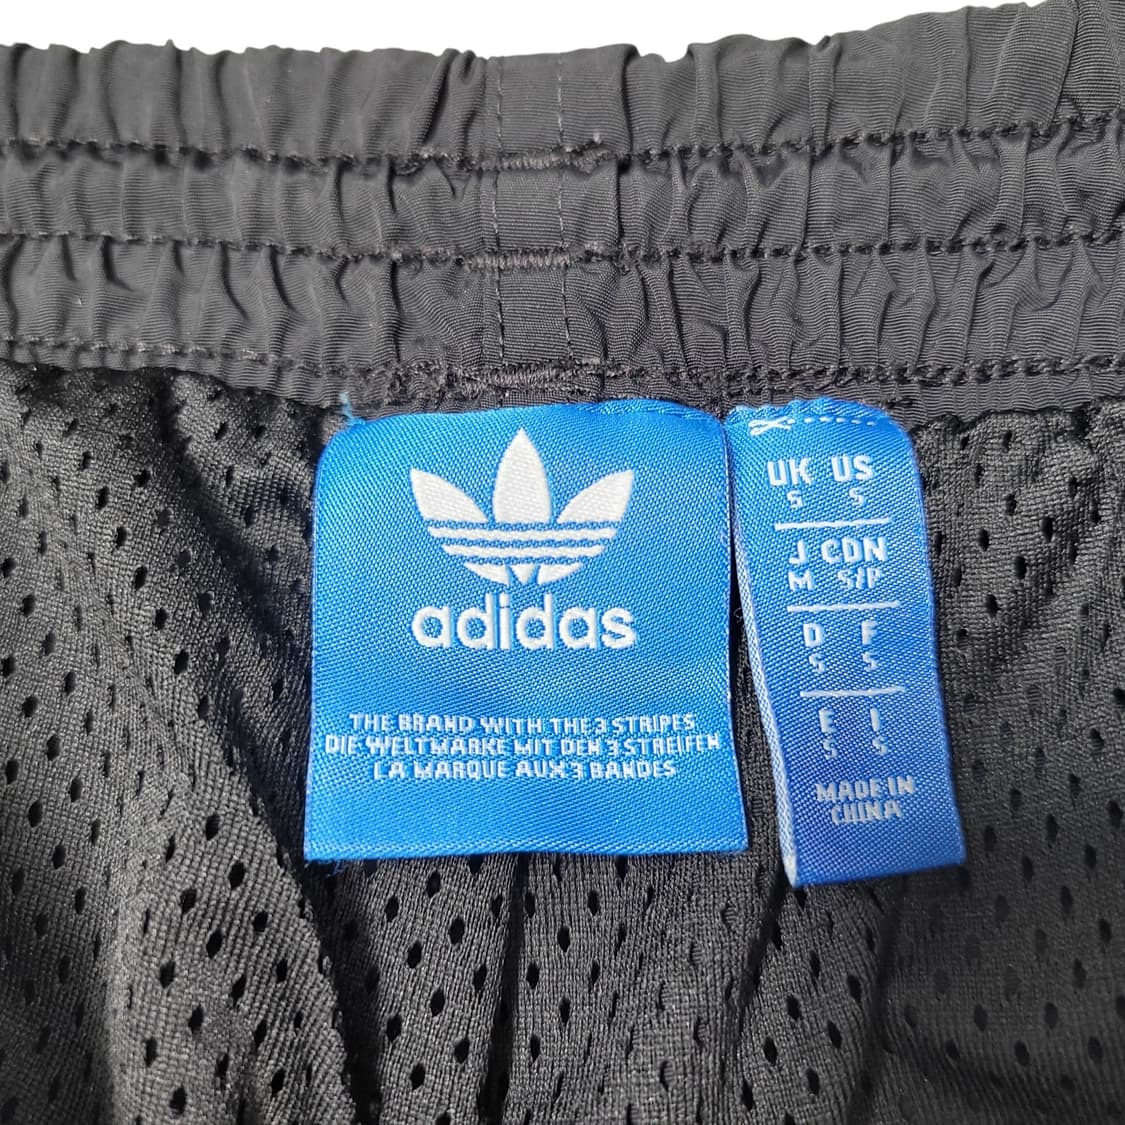 adidas
THE BRAND WITH THE 3 STRIPES
DIE WELTMARKE MIT DEN 3 STREIFEN
LA MARQUE AUX 3 BANDES
UK US
S S
J CDN
M S/P
D F
S S
E I
S S
MADE IN
CHINA